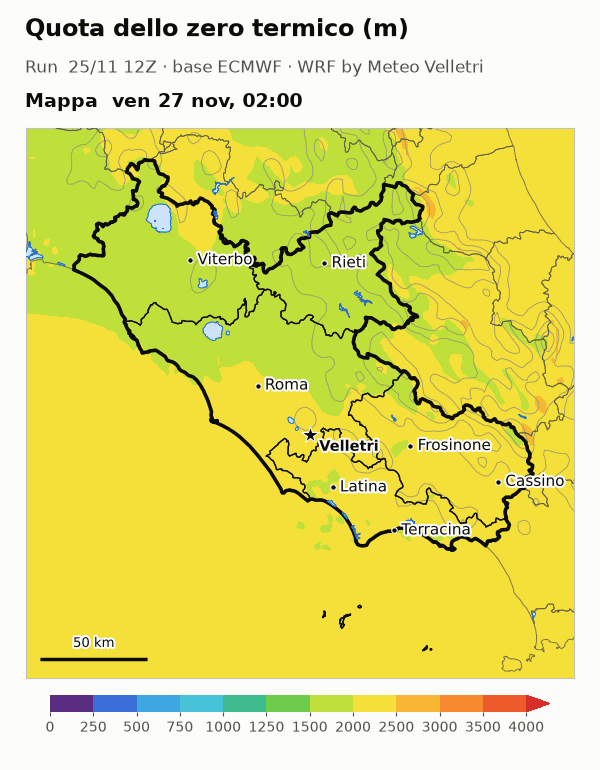 Quota dello zero termico (m)
Run 25/11 12Z · base ECMWF · WRF by Meteo Velletri
Mappa ven 27 nov, 02:00
Viterbo
Rieti
Roma
Velletri
Frosinone
Cassino
Latina
Terracina
50 km
0 250 500 750 1000 1250 1500 2000 2500 3000 3500 4000